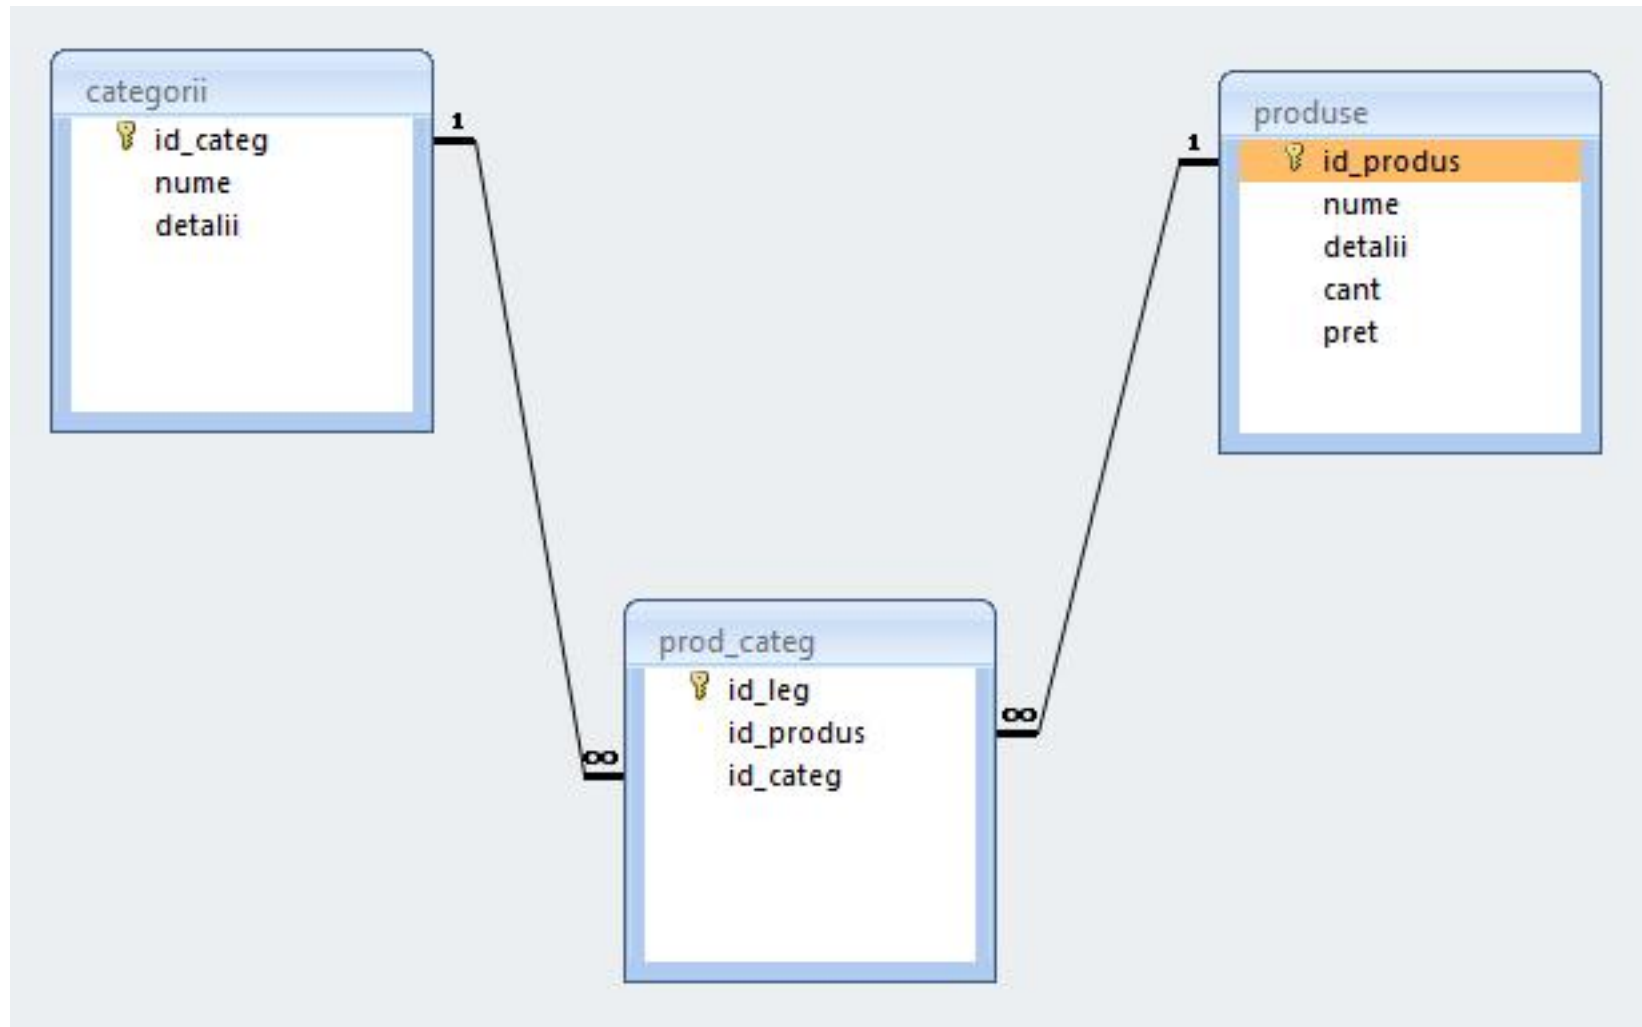 categorii
id_categ
nume
detalii
1
1
produse
id_produs
nume
detalii
cant
pret
prod_categ
id_leg
id_produs
id_categ
∞
∞